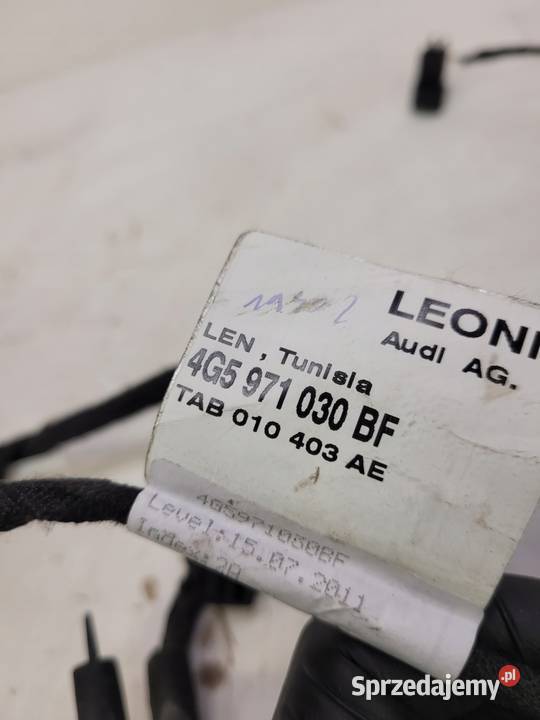 LEONI
Audi AG.
LEN , Tunisia
4G5 971 030 BF
TAB 010 403 AE
4G5971030BF
Level:15.07.2011
Sprzedajemy.pl